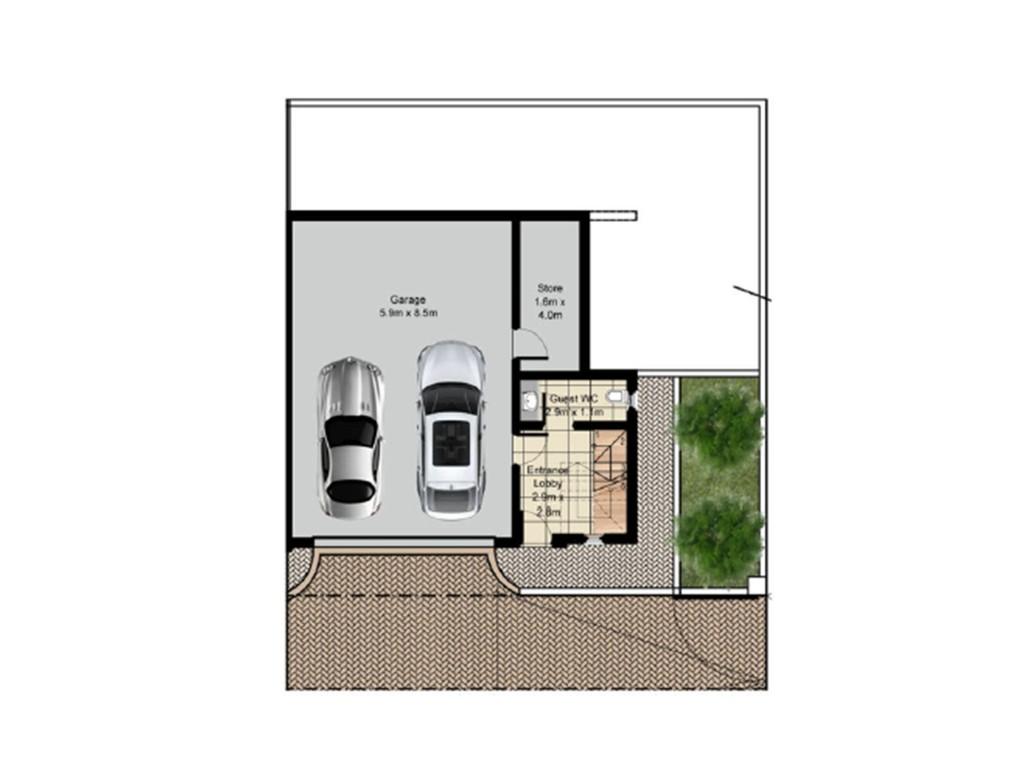 Garage
5.9m x 8.5m
Store
1.6m x
4.0m
Guest WC
2.9m x 1.1m
Entrance
Lobby
2.9m x
2.8m